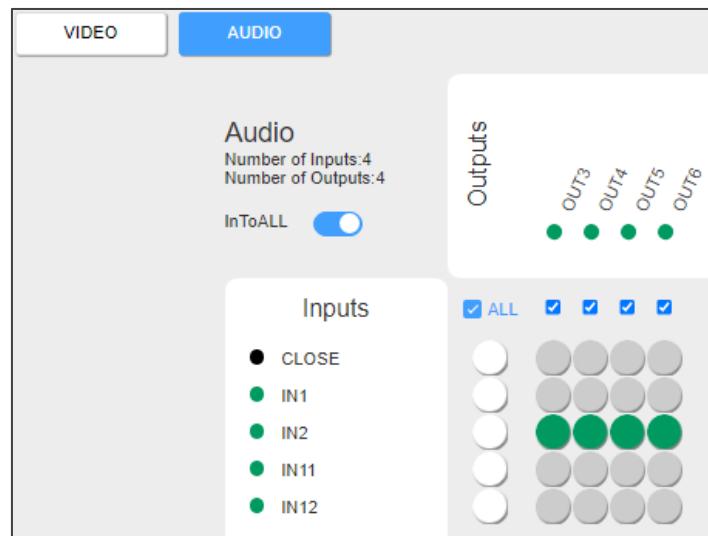 VIDEO
AUDIO
Audio
Number of Inputs:4
Number of Outputs:4
InToALL
Outputs
OUT3
OUT4
OUT5
OUT6
Inputs
ALL
CLOSE
IN1
IN2
IN11
IN12